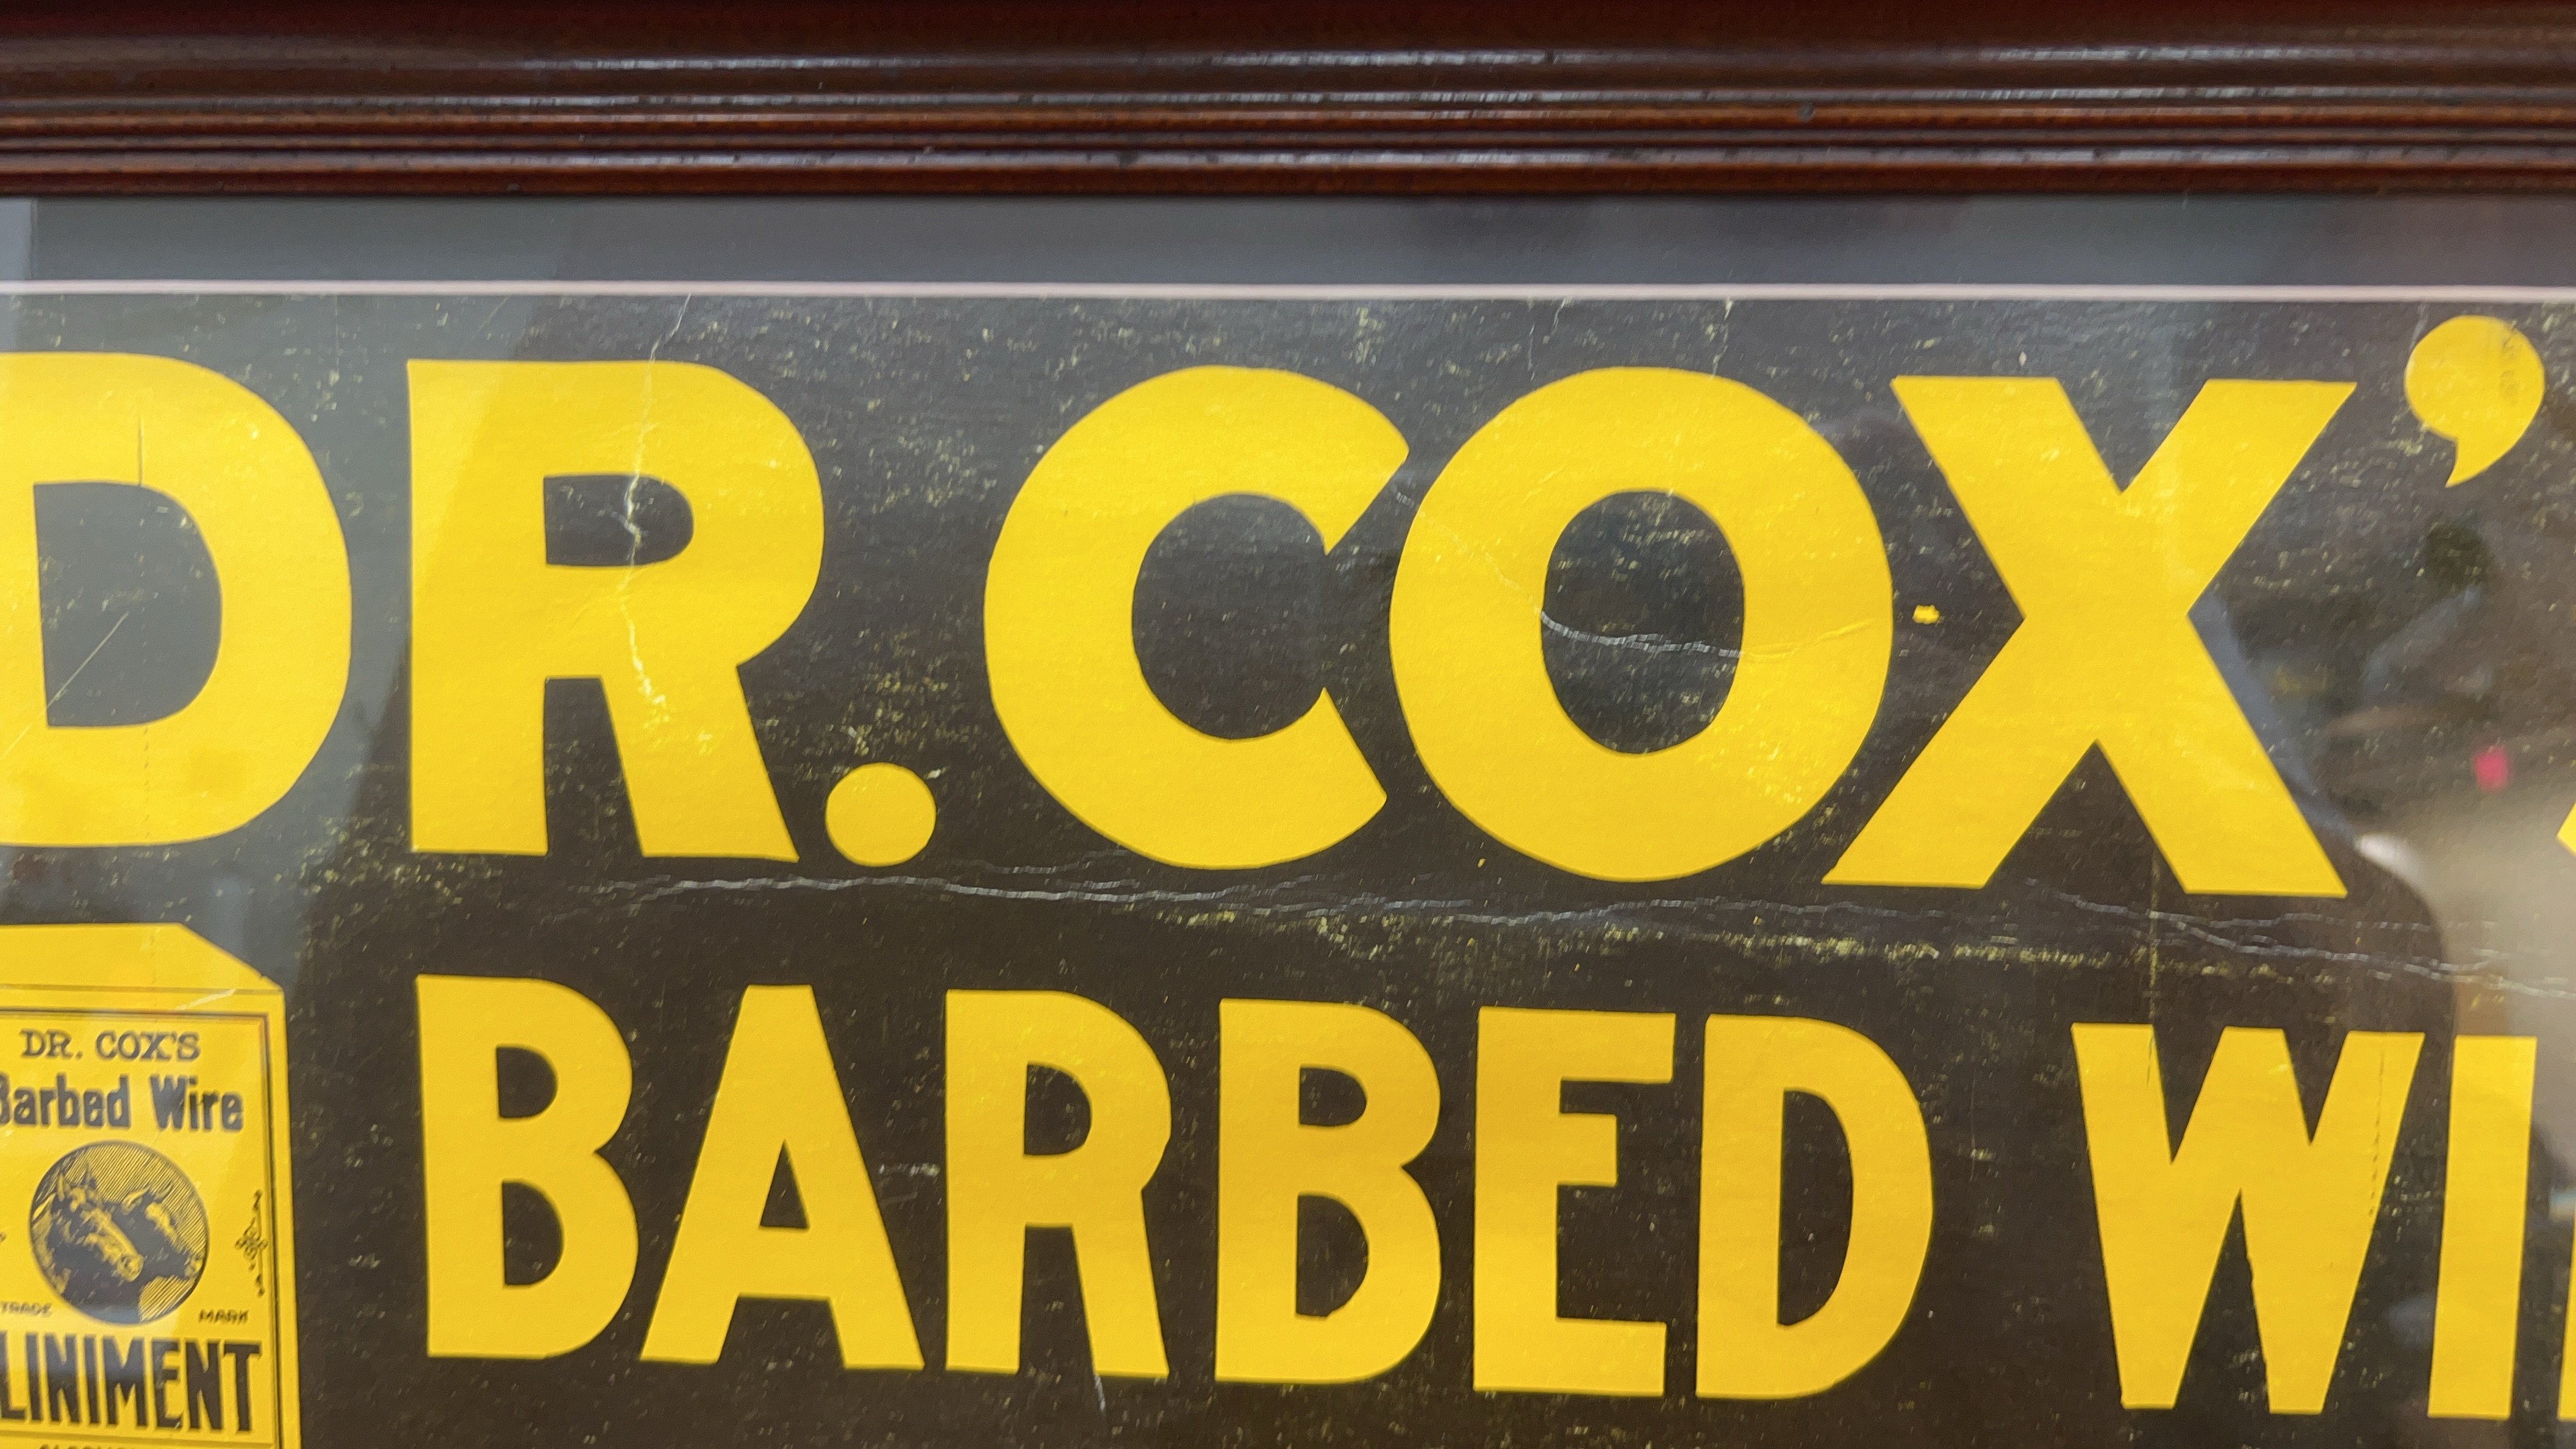 DR. COX'
BARBED WI
DR. COX'S
Barbed Wire
TRADE MARK
LINIMENT